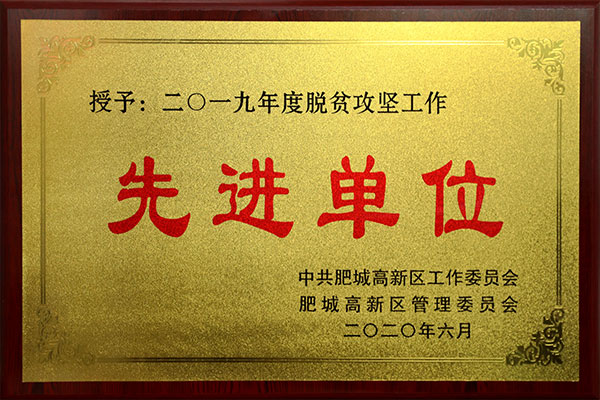 授予：二〇一九年度脱贫攻坚工作
先进单位
中共肥城高新区工作委员会
肥城高新区管理委员会
二〇二〇年六月